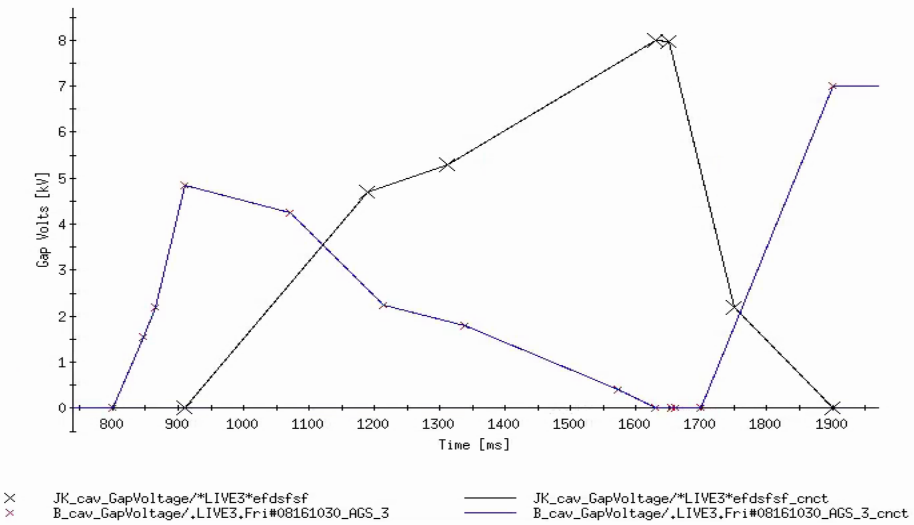 8
7
6
5
4
3
2
1
0
Gap Volts [kV]
800 900 1000 1100 1200 1300 1400 1500 1600 1700 1800 1900
Time [ms]
JK_cav_GapVoltage/*LIVE3*efdsfsf JK_cav_GapVoltage/*LIVE3*efdsfsf_cnct
B_cav_GapVoltage/.LIVE3.Fri#08161030_AGS_3 B_cav_GapVoltage/.LIVE3.Fri#08161030_AGS_3_cnct